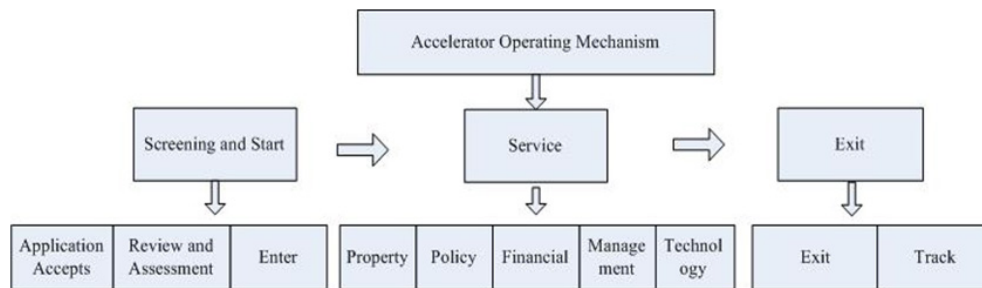 Accelerator Operating Mechanism
Screening and Start
Service
Exit
Application
Accepts
Review and
Assessment
Enter
Property
Policy
Financial
Manage
ment
Technol
ogy
Exit
Track